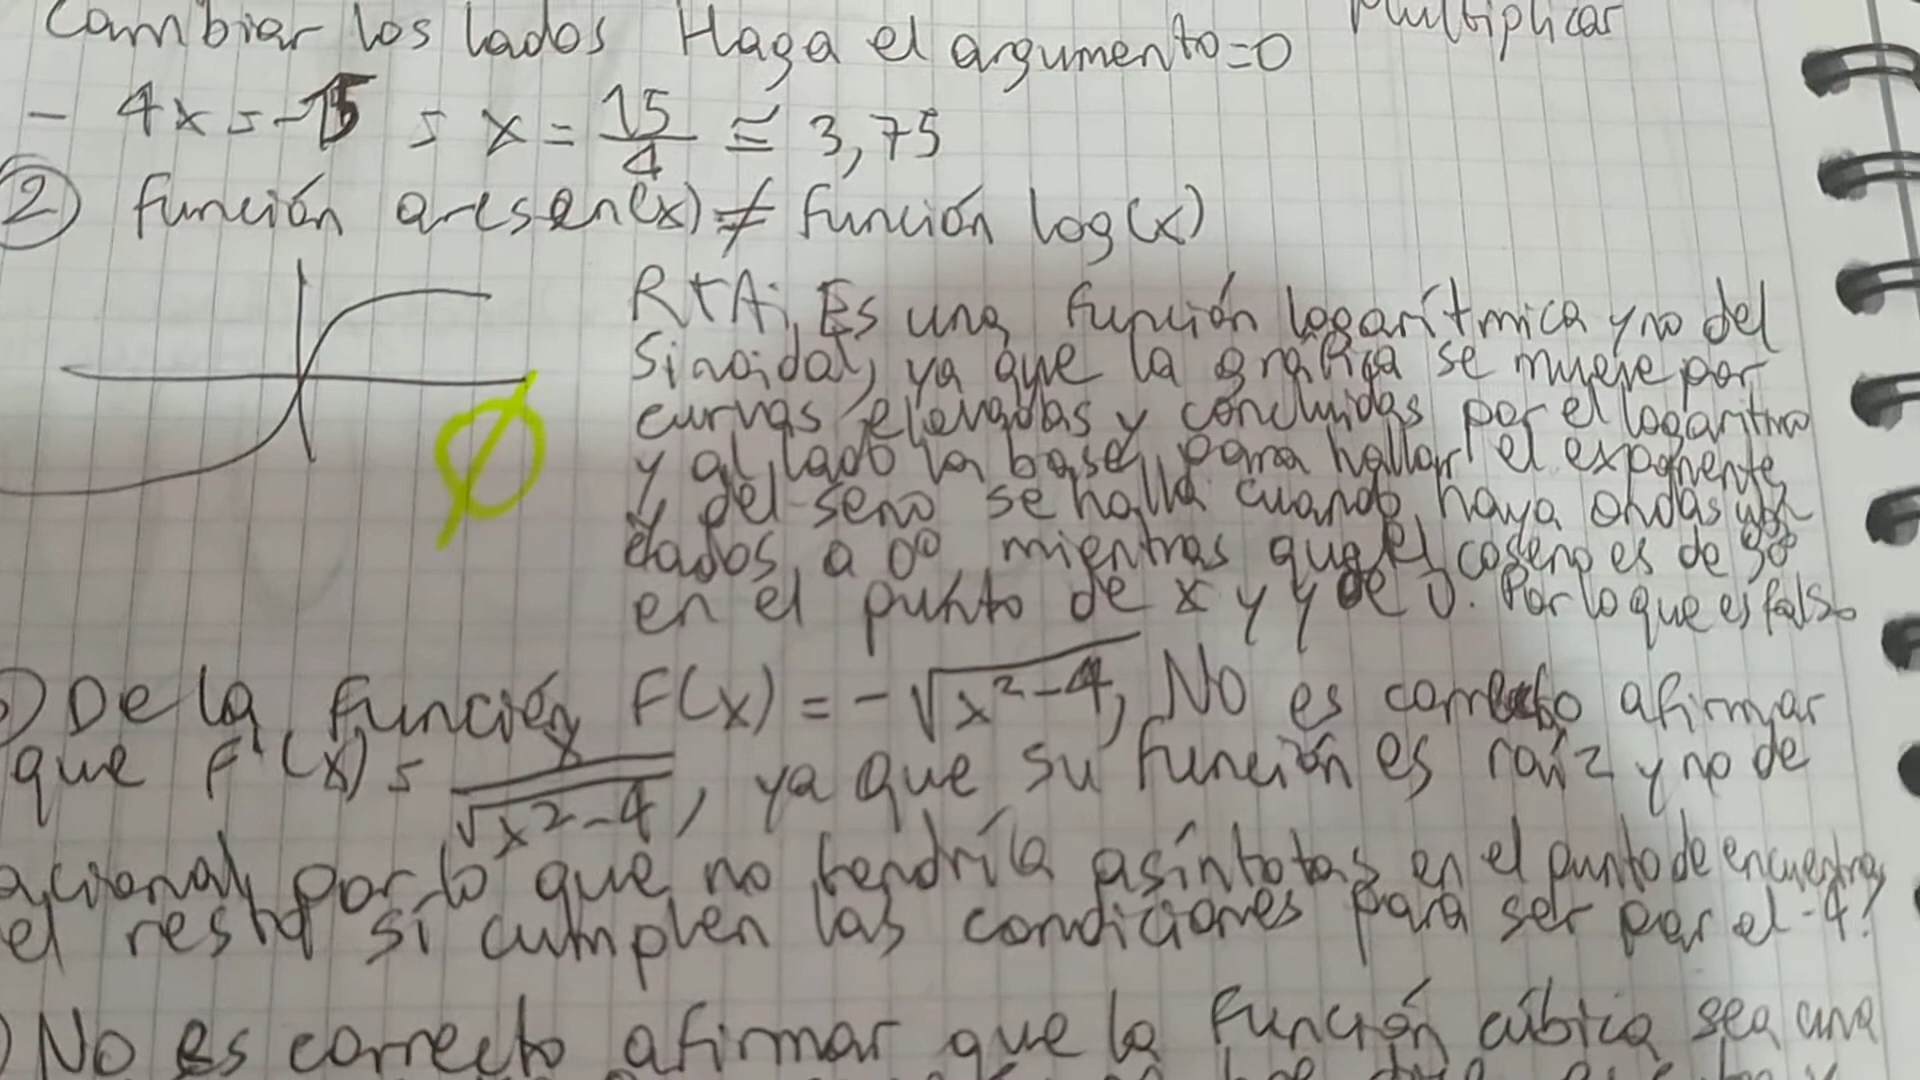 Cambiar los lados Haga el argumento=0 Multiplicar
- 4x = -15 = x = 15/4 ≅ 3,75
② función arcsen(x) ≠ función log(x)
RtA: Es una función logarítmica y no del
Sinoidal, ya que la gráfica se mueve por
curvas elevadas y concluidas por el logaritmo
y al lado la base, para hallar el exponente
y del seno se halla cuando haya ondas
dados a 0° mientras que el coseno es de 90°
en el punto de x y y de 0. Por lo que es falso
∅
) De la función F(x) = -√x²-4, No es correcto afirmar
que F'(x) = x/√x²-4, ya que su función es raíz y no de
acional, por lo que no tendría asíntotas en el punto de encuentro,
el resto sí cumplen las condiciones para ser por el -4.
) No es correcto afirmar que la función cúbica sea una